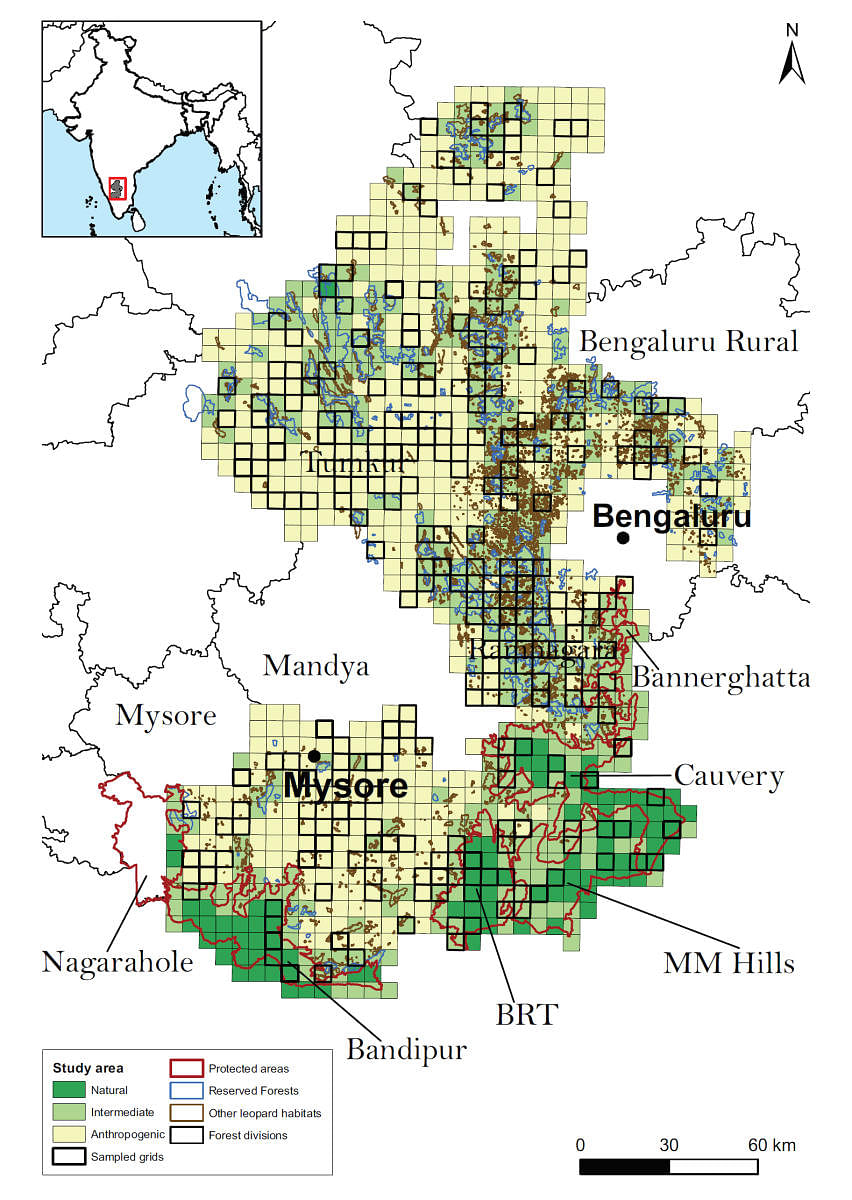 N
Bengaluru Rural
Tumkur
Bengaluru
Ramnagara
Mandya
Bannerghatta
Mysore
Cauvery
Mysore
Nagarahole
MM Hills
BRT
Bandipur
Study area
Natural
Intermediate
Anthropogenic
Sampled grids
Protected areas
Reserved Forests
Other leopard habitats
Forest divisions
0 30 60 km